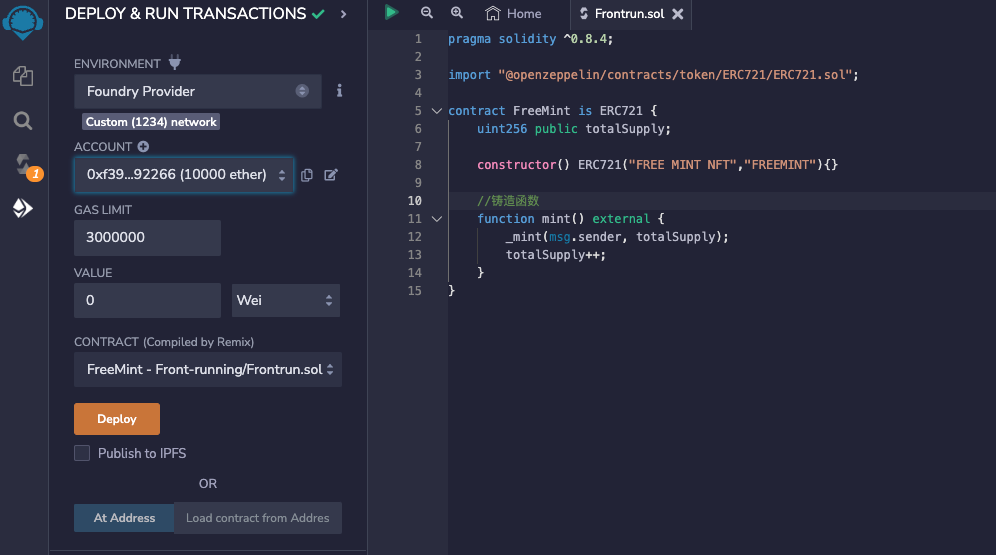 DEPLOY & RUN TRANSACTIONS
ENVIRONMENT
Foundry Provider
Custom (1234) network
ACCOUNT
0xf39...92266 (10000 ether)
GAS LIMIT
3000000
VALUE
0
Wei
CONTRACT (Compiled by Remix)
FreeMint - Front-running/Frontrun.sol
Deploy
Publish to IPFS
OR
At Address
Load contract from Addres
1
Home
Frontrun.sol
1 pragma solidity ^0.8.4;
2
3 import "@openzeppelin/contracts/token/ERC721/ERC721.sol";
4
5 contract FreeMint is ERC721 {
6 uint256 public totalSupply;
7
8 constructor() ERC721("FREE MINT NFT","FREEMINT"){}
9
10 //铸造函数
11 function mint() external {
12 _mint(msg.sender, totalSupply);
13 totalSupply++;
14 }
15 }